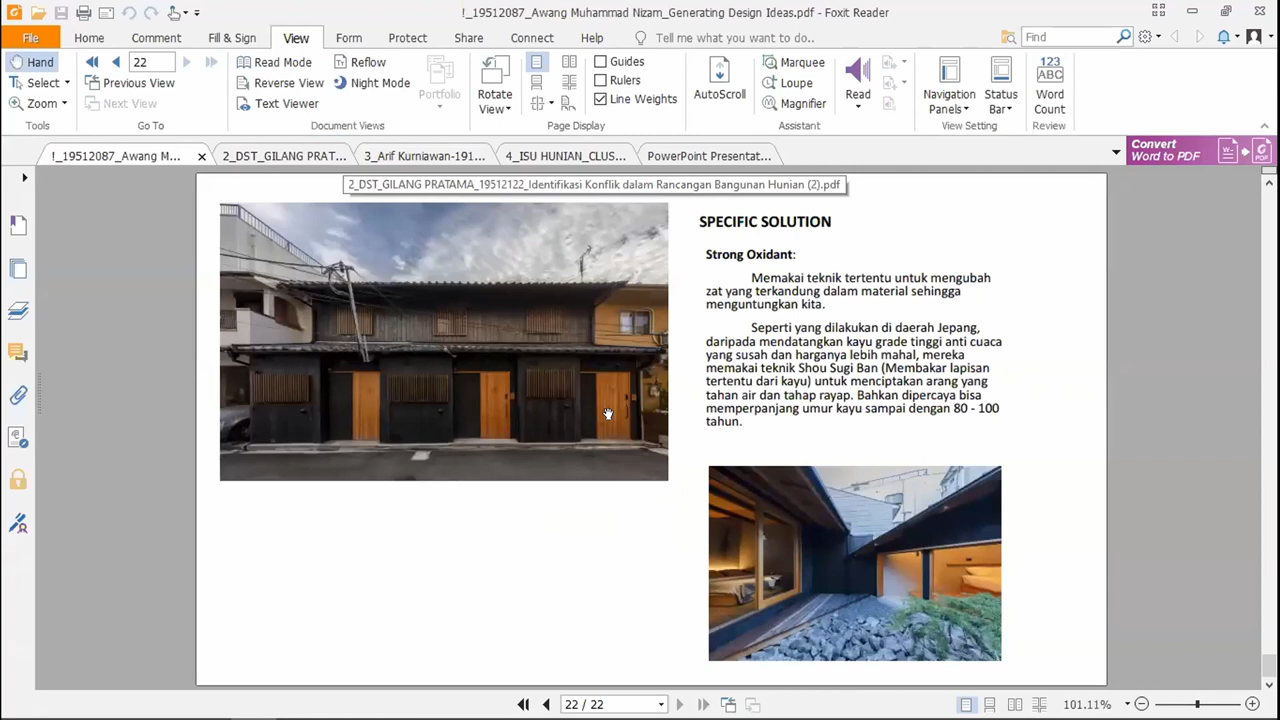 !_19512087_Awang Muhammad Nizam_Generating Design Ideas.pdf - Foxit Reader
File Home Comment Fill & Sign View Form Protect Share Connect Help Tell me what you want to do.. Find
Hand 22 Read Mode Reflow Guides Marquee
Select Previous View Reverse View Night Mode Rulers Loupe
Zoom Next View Text Viewer Portfolio Rotate View Line Weights AutoScroll Magnifier Read Navigation Panels Status Bar 123 ABC Word Count
Tools Go To Document Views Page Display Assistant View Setting Review
!_19512087_Awang M... 2_DST_GILANG PRAT... 3_Arif Kurniawan-191... 4_ISU HUNIAN_CLUS... PowerPoint Presentat... Convert
Word to PDF
2_DST_GILANG PRATAMA_19512122_Identifikasi Konflik dalam Rancangan Bangunan Hunian (2).pdf
SPECIFIC SOLUTION
Strong Oxidant:
Memakai teknik tertentu untuk mengubah
zat yang terkandung dalam material sehingga
menguntungkan kita.
Seperti yang dilakukan di daerah Jepang,
daripada mendatangkan kayu grade tinggi anti cuaca
yang susah dan harganya lebih mahal, mereka
memakai teknik Shou Sugi Ban (Membakar lapisan
tertentu dari kayu) untuk menciptakan arang yang
tahan air dan tahap rayap. Bahkan dipercaya bisa
memperpanjang umur kayu sampai dengan 80 - 100
tahun.
22 / 22 101.11%